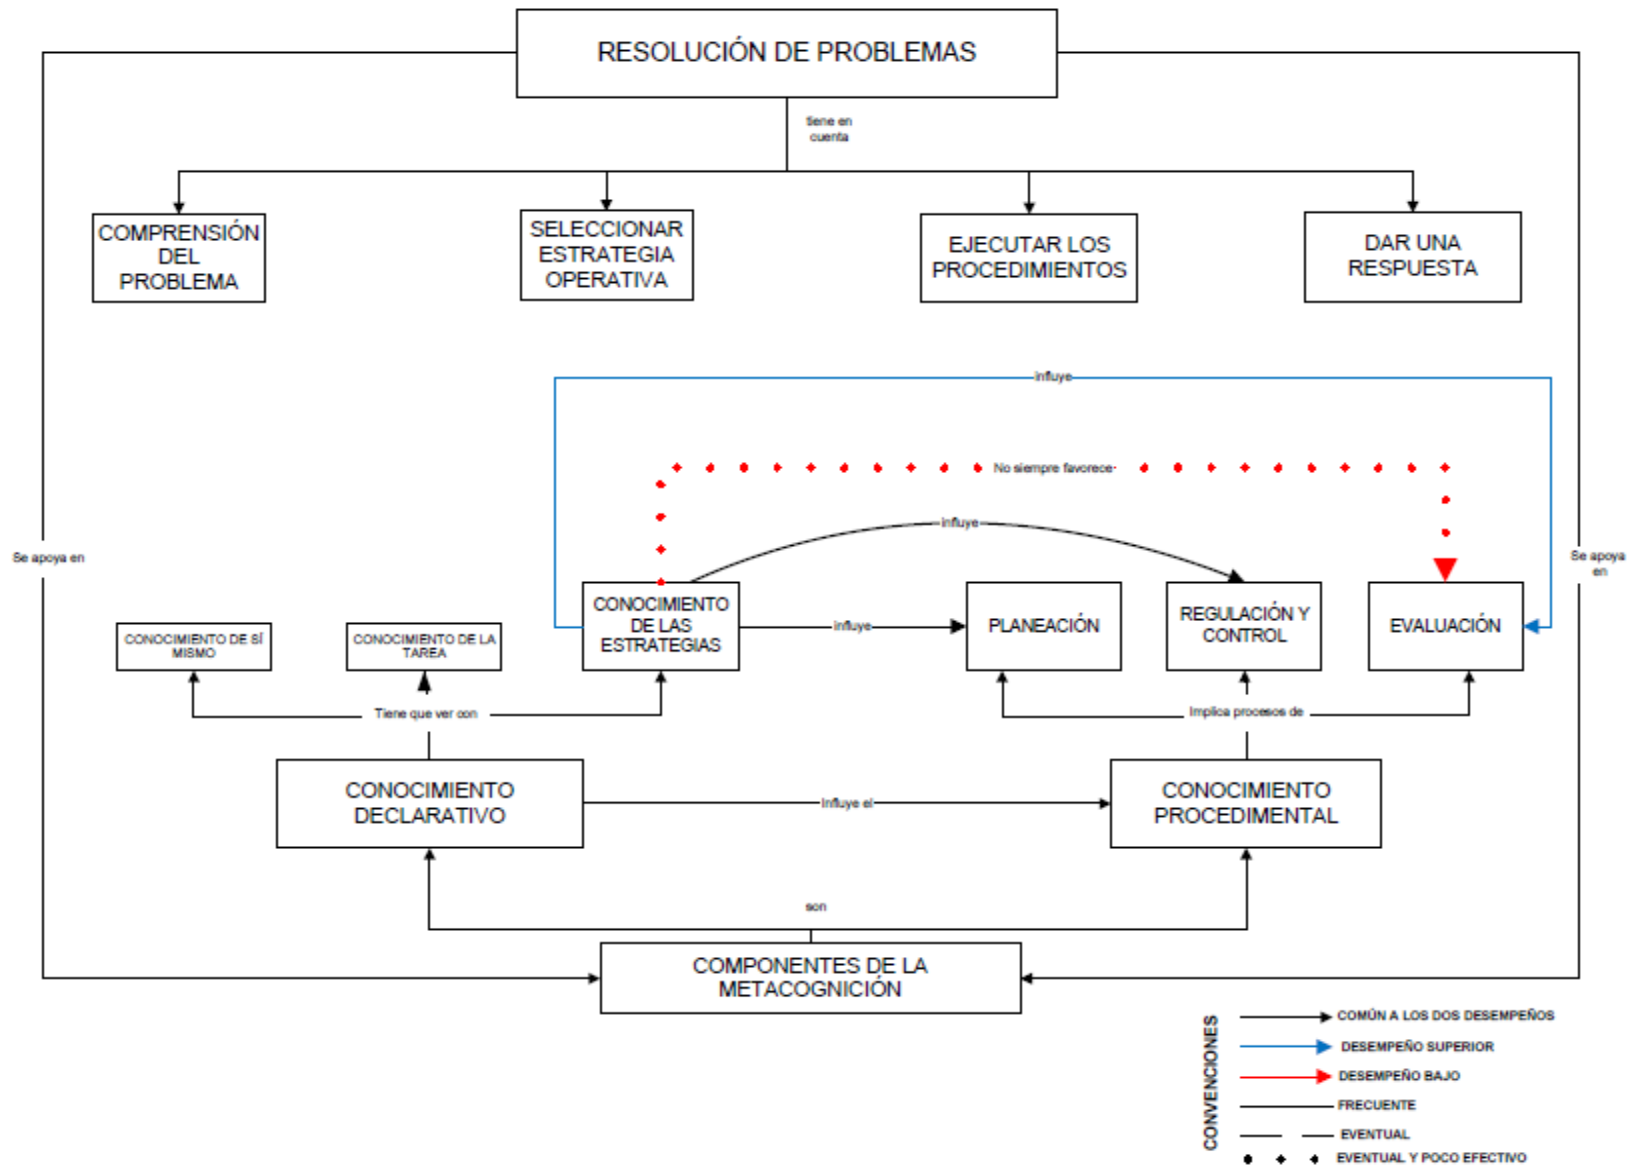 RESOLUCIÓN DE PROBLEMAS
tiene en
cuenta
COMPRENSIÓN
DEL
PROBLEMA
SELECCIONAR
ESTRATEGIA
OPERATIVA
EJECUTAR LOS
PROCEDIMIENTOS
DAR UNA
RESPUESTA
influye
No siempre favorece
influye
Se apoya en
Se apoya
en
CONOCIMIENTO DE SÍ
MISMO
CONOCIMIENTO DE LA
TAREA
CONOCIMIENTO
DE LAS
ESTRATEGIAS
influye
PLANEACIÓN
REGULACIÓN Y
CONTROL
EVALUACIÓN
Tiene que ver con
Implica procesos de
CONOCIMIENTO
DECLARATIVO
Influye el
CONOCIMIENTO
PROCEDIMENTAL
son
COMPONENTES DE LA
METACOGNICIÓN
CONVENCIONES
COMÚN A LOS DOS DESEMPEÑOS
DESEMPEÑO SUPERIOR
DESEMPEÑO BAJO
FRECUENTE
EVENTUAL
EVENTUAL Y POCO EFECTIVO